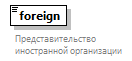 foreign
Представительство
иностранной организации